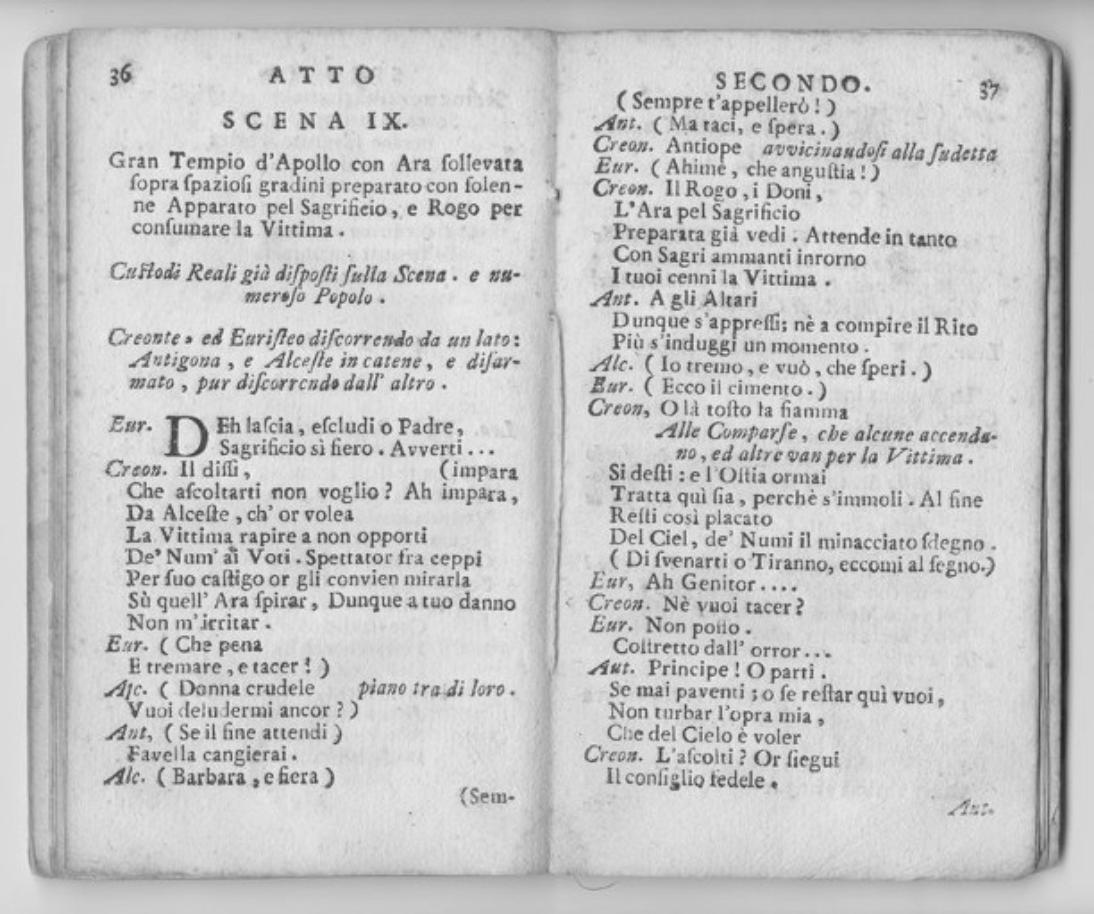 36 ATTO
SCENA IX.
Gran Tempio d'Apollo con Ara ſollevata
ſopra ſpazioſi gradini preparato con ſolen-
ne Apparato pel Sagrificio, e Rogo per
conſumare la Vittima.
Cuſtodi Reali già diſpoſti ſulla Scena. e nu-
meroſo Popolo.
Creonte, ed Euriſteo diſcorrendo da un lato:
Antigona, e Alceſte in catene, e diſar-
mato, pur diſcorrendo dall' altro.
Eur. DEh laſcia, eſcludi o Padre,
Sagrificio sì fiero. Avverti...
Creon. Il diſſi, (impara
Che aſcoltarti non voglio? Ah impara,
Da Alceſte, ch' or volea
La Vittima rapire a non opporti
De' Num' ai Voti. Spettator fra ceppi
Per ſuo caſtigo or gli convien mirarla
Sù quell' Ara ſpirar, Dunque a tuo danno
Non m'irritar.
Eur. (Che pena
E tremare, e tacer!)
Alc. (Donna crudele piano tra di loro.
Vuoi deludermi ancor?)
Ant, (Se il fine attendi)
Favella cangierai.
Alc. (Barbara, e fiera)
(Sem-
SECONDO. 37
(Sempre t'appellerò!)
Ant. (Ma taci, e ſpera.)
Creon. Antiope avvicinandoſi alla ſudetta
Eur. (Ahimè, che anguſtia!)
Creon. Il Rogo, i Doni,
L'Ara pel Sagrificio
Preparata già vedi. Attende in tanto
Con Sagri ammanti intorno
I tuoi cenni la Vittima.
Ant. A gli Altari
Dunque s'appreſſi; nè a compire il Rito
Più s'induggi un momento.
Alc. (Io tremo, e vuò, che ſperi.)
Eur. (Ecco il cimento.)
Creon, O là toſto la fiamma
Alle Comparſe, che alcune accendo-
no, ed altre van per la Vittima.
Si deſti: e l'Oſtia ormai
Tratta quì ſia, perchè s'immoli. Al fine
Reſti così placato
Del Ciel, de' Numi il minacciato ſdegno.
(Di ſvenarti o Tiranno, eccomi al ſegno.)
Eur, Ah Genitor....
Creon. Nè vuoi tacer?
Eur. Non poſſo.
Coſtretto dall' orror...
Aut. Principe! O parti.
Se mai paventi; o ſe reſtar quì vuoi,
Non turbar l'opra mia,
Che del Cielo è voler
Creon. L'aſcolti? Or ſiegui
Il conſiglio fedele.
Ant.